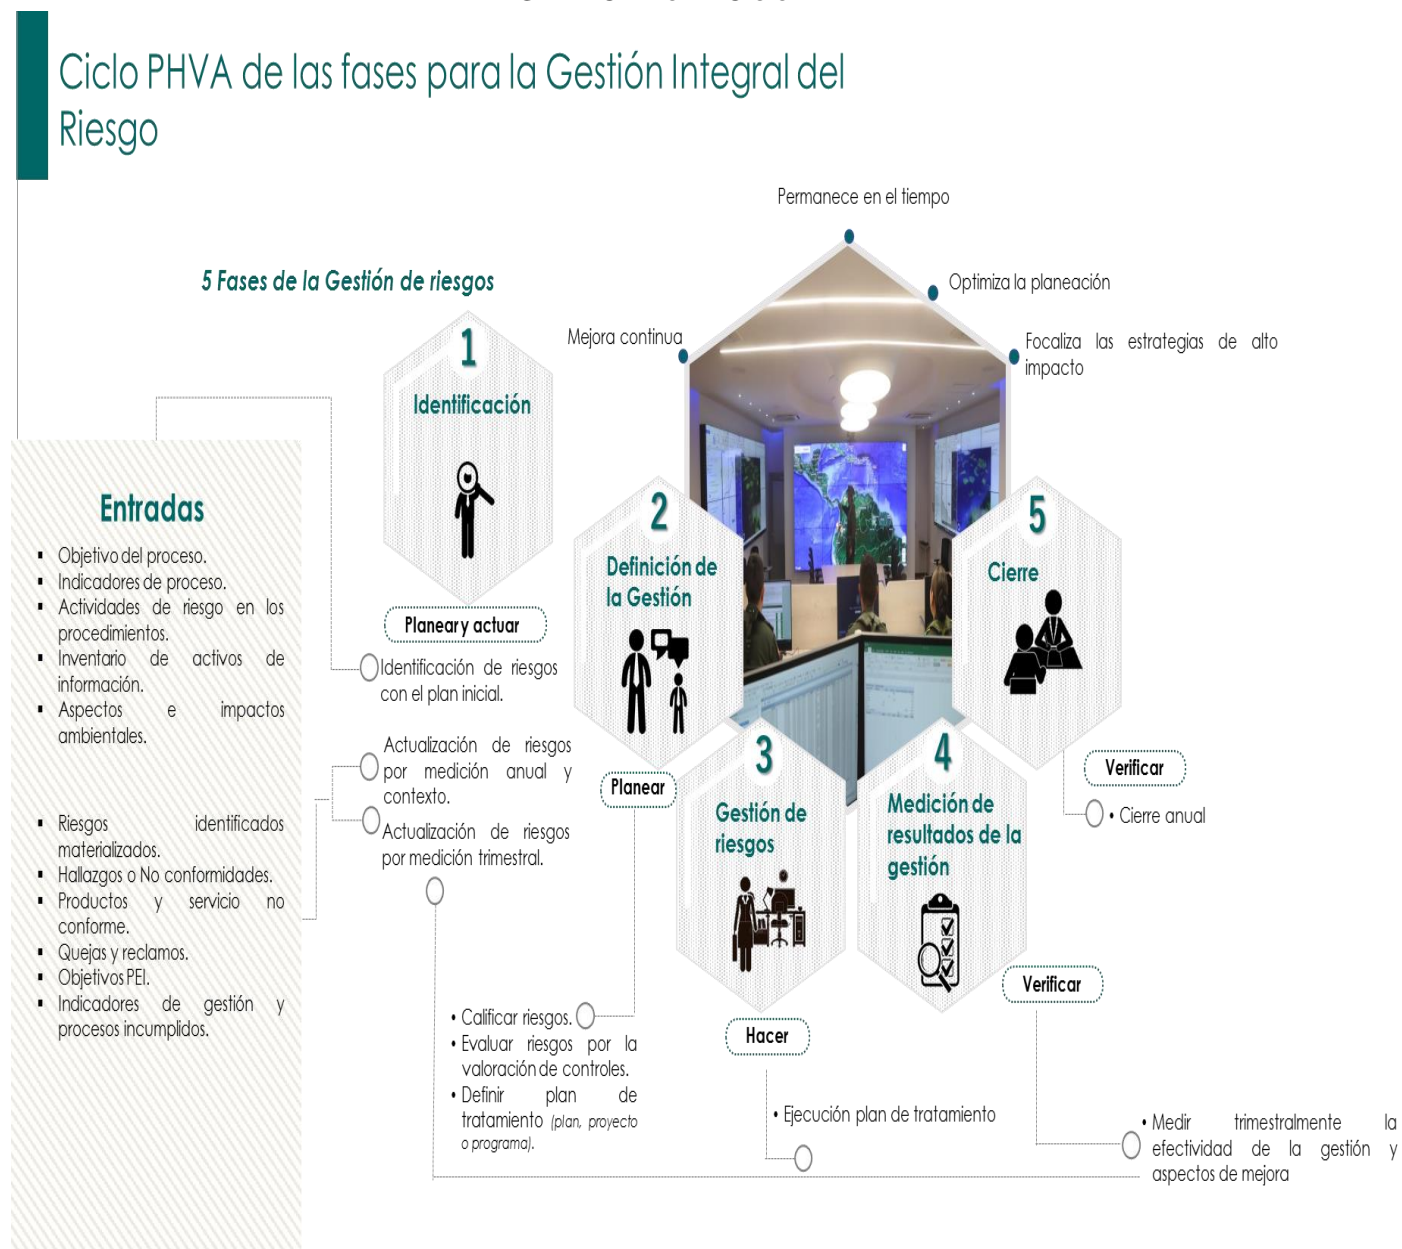 Ciclo PHVA de las fases para la Gestión Integral del
Riesgo
Permanece en el tiempo
Optimiza la planeación
Mejora continua
Focaliza las estrategias de alto
impacto
5 Fases de la Gestión de riesgos
1
Identificación
Planear y actuar
Identificación de riesgos
con el plan inicial.
Actualización de riesgos
por medición anual y
contexto.
Actualización de riesgos
por medición trimestral.
Entradas
▪ Objetivo del proceso.
▪ Indicadores de proceso.
▪ Actividades de riesgo en los
procedimientos.
▪ Inventario de activos de
información.
▪ Aspectos e impactos
ambientales.
▪ Riesgos identificados
materializados.
▪ Hallazgos o No conformidades.
▪ Productos y servicio no
conforme.
▪ Quejas y reclamos.
▪ Objetivos PEI.
▪ Indicadores de gestión y
procesos incumplidos.
2
Definición de
la Gestión
Planear
• Calificar riesgos.
• Evaluar riesgos por la
valoración de controles.
• Definir plan de
tratamiento (plan, proyecto
o programa).
3
Gestión de
riesgos
Hacer
• Ejecución plan de tratamiento
4
Medición de
resultados de la
gestión
Verificar
• Medir trimestralmente la
efectividad de la gestión y
aspectos de mejora
5
Cierre
Verificar
• Cierre anual